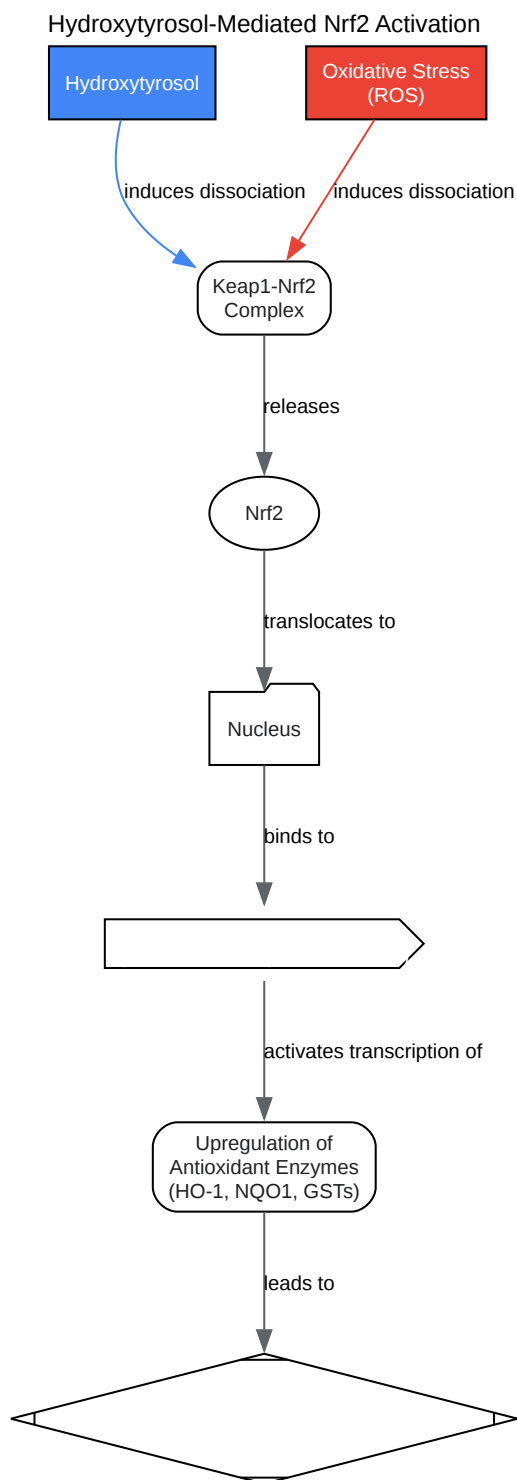 Hydroxytyrosol-Mediated Nrf2 Activation
Hydroxytyrosol
Oxidative Stress
(ROS)
induces dissociation
induces dissociation
Keap1-Nrf2
Complex
releases
Nrf2
translocates to
Nucleus
binds to
activates transcription of
Upregulation of
Antioxidant Enzymes
(HO-1, NQO1, GSTs)
leads to